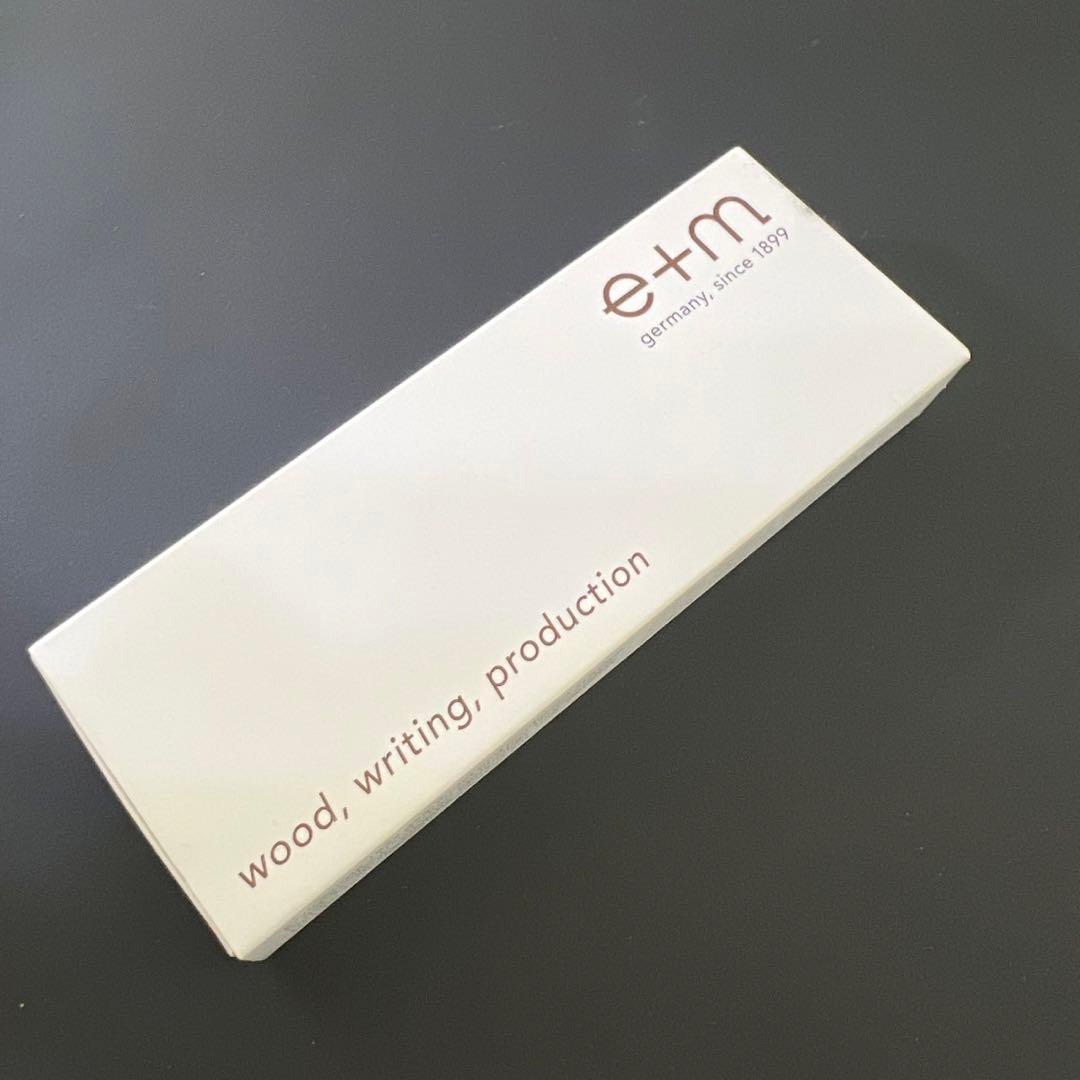 e+m
germany, since 1899
wood, writing, production